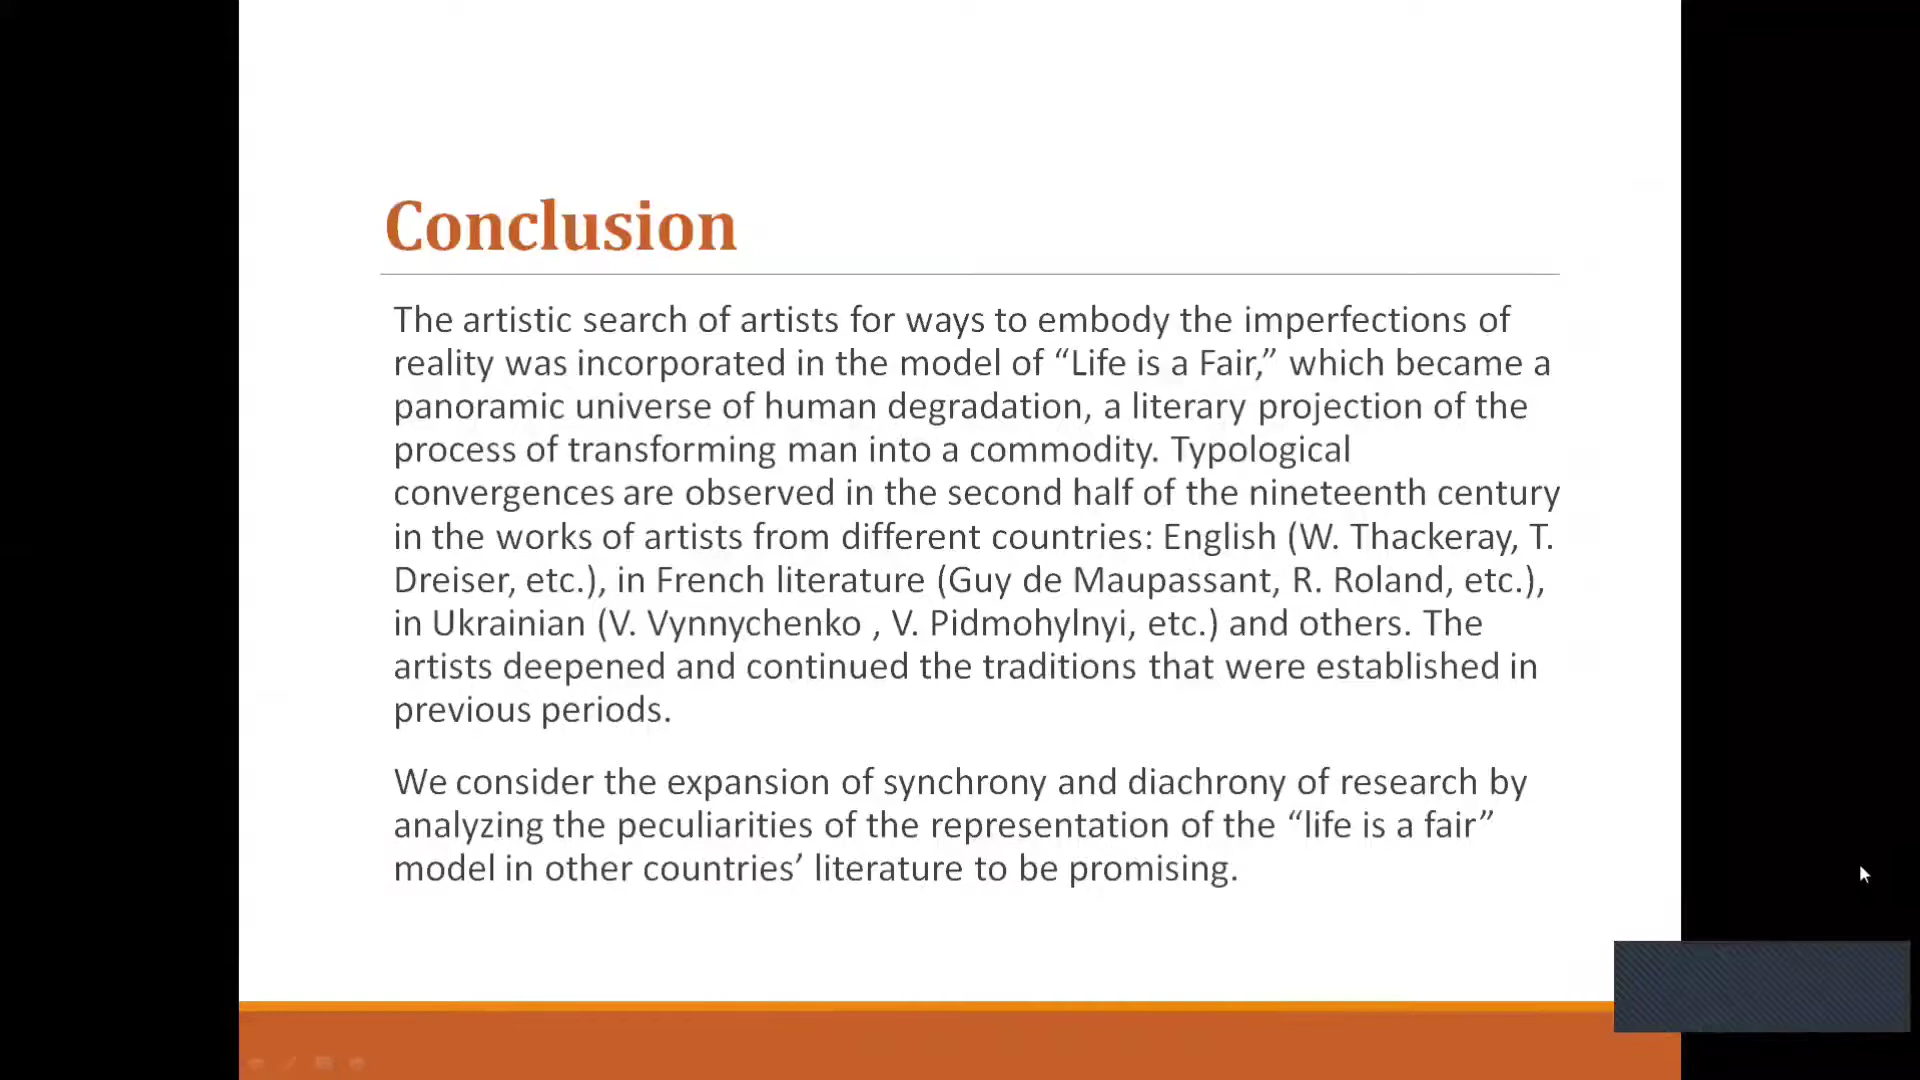 Conclusion
The artistic search of artists for ways to embody the imperfections of
reality was incorporated in the model of “Life is a Fair,” which became a
panoramic universe of human degradation, a literary projection of the
process of transforming man into a commodity. Typological
convergences are observed in the second half of the nineteenth century
in the works of artists from different countries: English (W. Thackeray, T.
Dreiser, etc.), in French literature (Guy de Maupassant, R. Roland, etc.),
in Ukrainian (V. Vynnychenko , V. Pidmohylnyi, etc.) and others. The
artists deepened and continued the traditions that were established in
previous periods.
We consider the expansion of synchrony and diachrony of research by
analyzing the peculiarities of the representation of the “life is a fair”
model in other countries’ literature to be promising.